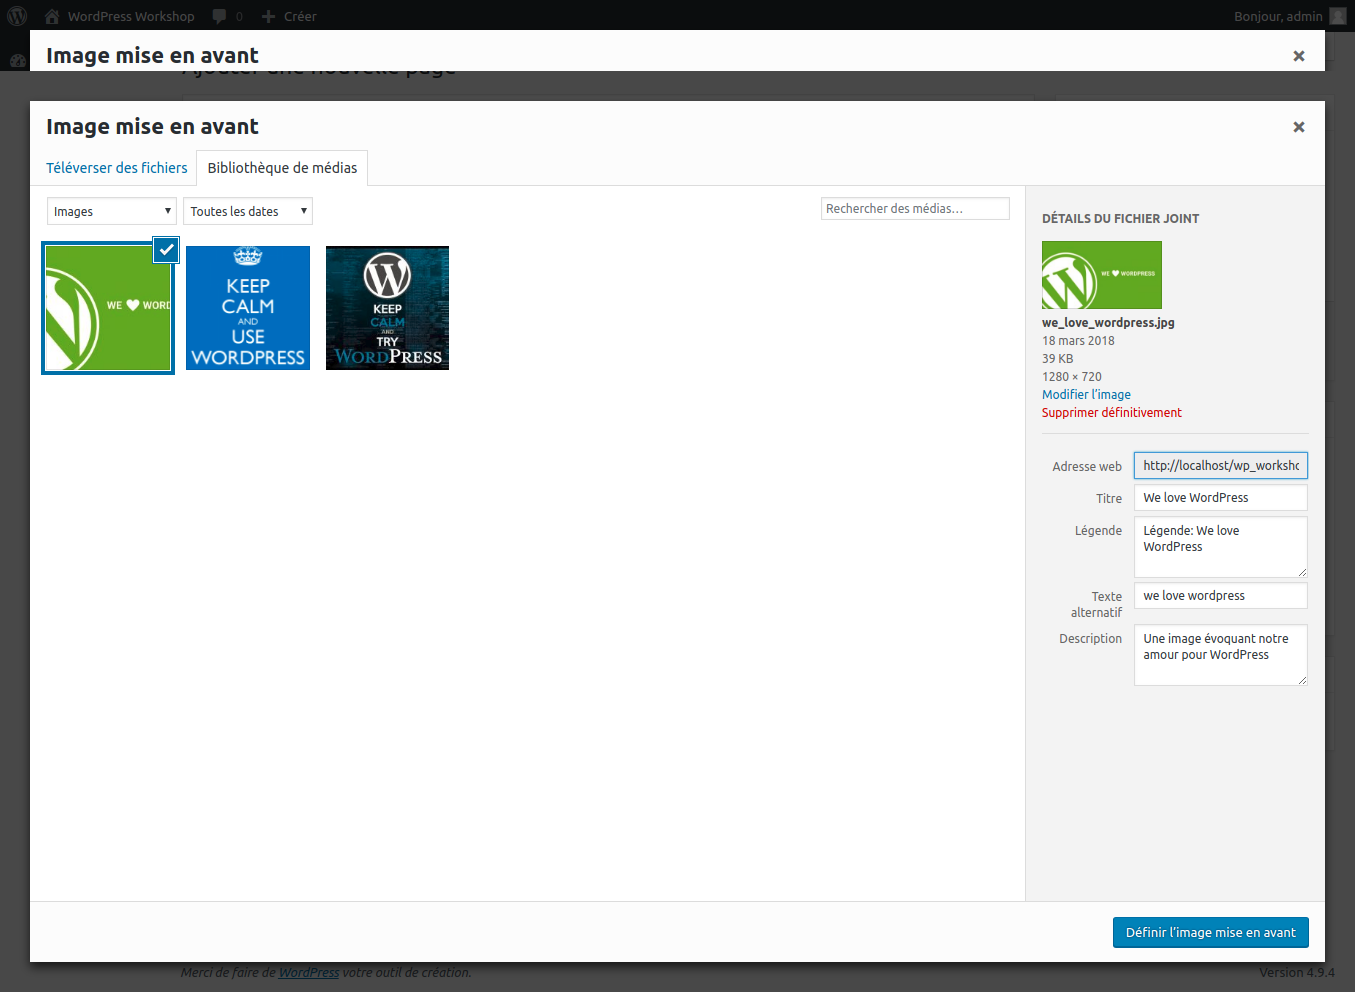 WordPress Workshop
0
Créer
Bonjour, admin
Image mise en avant
Ajouter une nouvelle page
Image mise en avant
Téléverser des fichiers
Bibliothèque de médias
Images
Toutes les dates
Rechercher des médias…
WE WORD
KEEP
CALM
AND
USE
WORDPRESS
KEEP
CALM
AND
TRY
WORDPRESS
DÉTAILS DU FICHIER JOINT
WE WORDPRESS
we_love_wordpress.jpg
18 mars 2018
39 KB
1280 × 720
Modifier l’image
Supprimer définitivement
Adresse web
http://localhost/wp_worksho
Titre
We love WordPress
Légende
Légende: We love
WordPress
Texte
alternatif
we love wordpress
Description
Une image évoquant notre
amour pour WordPress
Définir l’image mise en avant
Merci de faire de WordPress votre outil de création.
Version 4.9.4